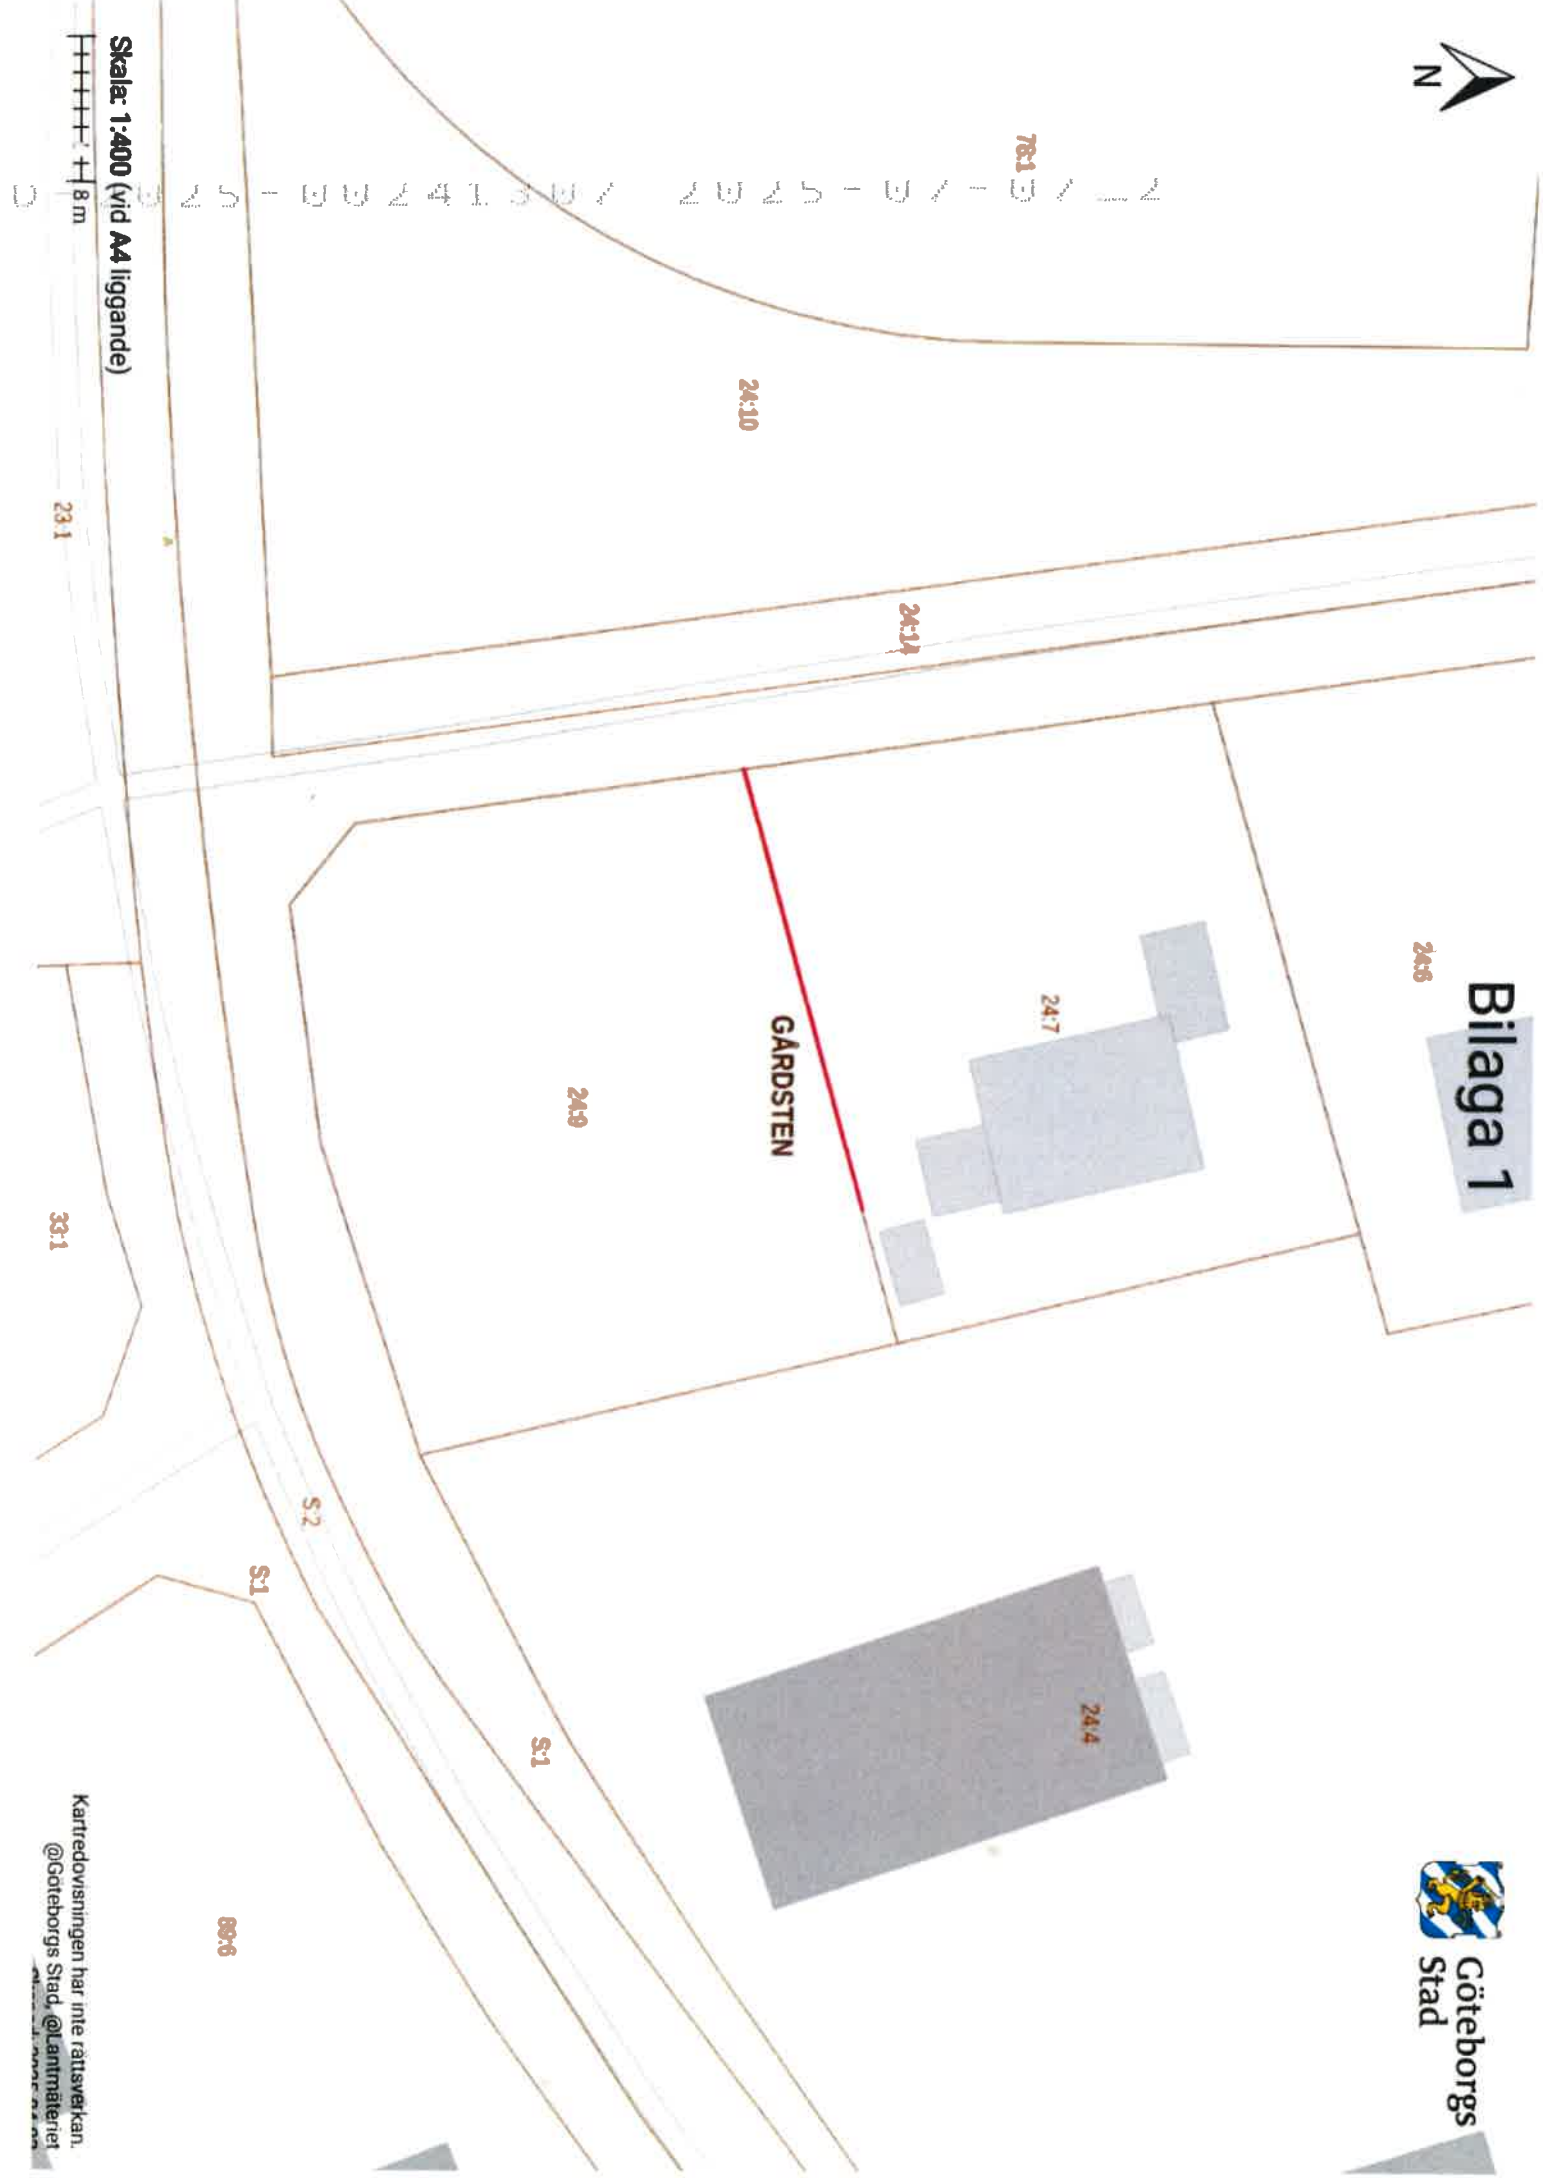 Bilaga 1
Göteborgs
Stad
N
78:1
24:10
24:14
24:6
24:7
GÅRDSTEN
24:9
24:4
23:1
33:1
S:2
S:1
S:1
89:6
Skala: 1:400 (vid A4 liggande)
8 m
Kartredovisningen har inte rättsverkan.
@Göteborgs Stad, @Lantmäteriet